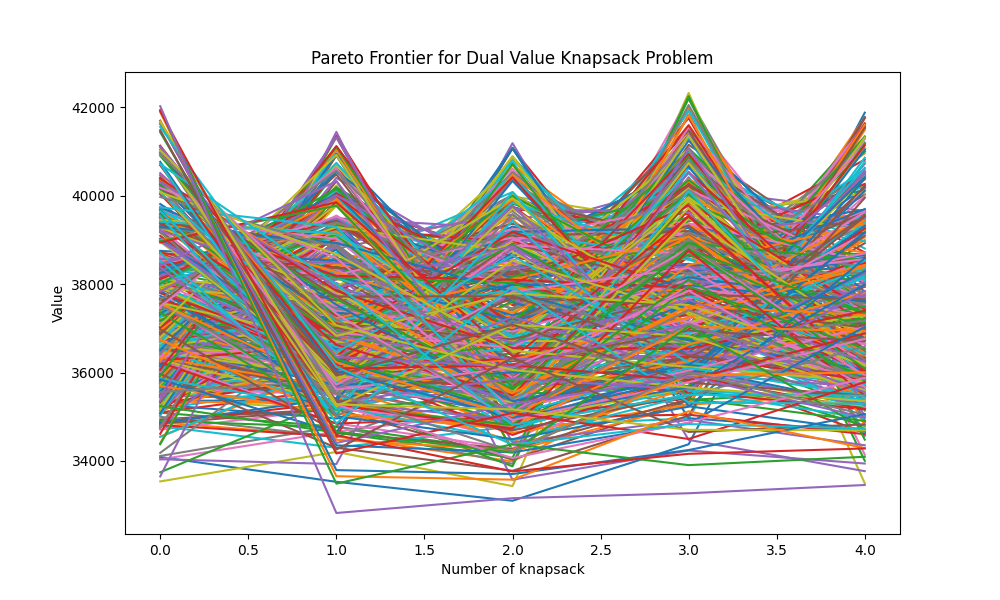 Pareto Frontier for Dual Value Knapsack Problem
42000
40000
38000
36000
34000
Value
0.0 0.5 1.0 1.5 2.0 2.5 3.0 3.5 4.0
Number of knapsack